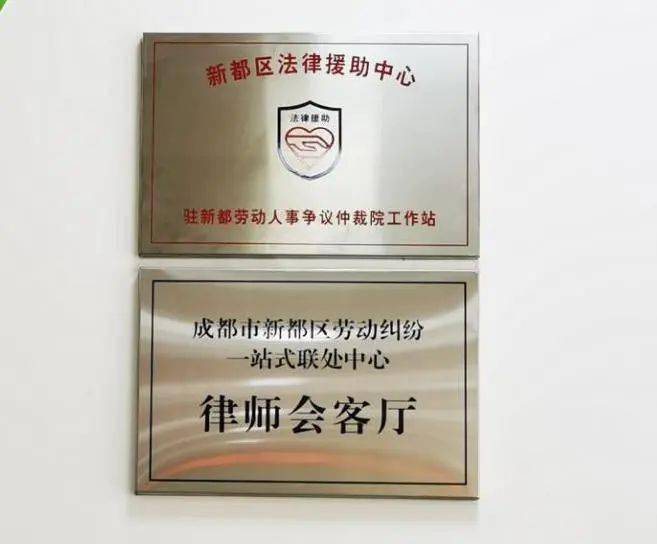 新都区法律援助中心
法律援助
驻新都劳动人事争议仲裁院工作站
成都市新都区劳动纠纷
一站式联处中心
律师会客厅